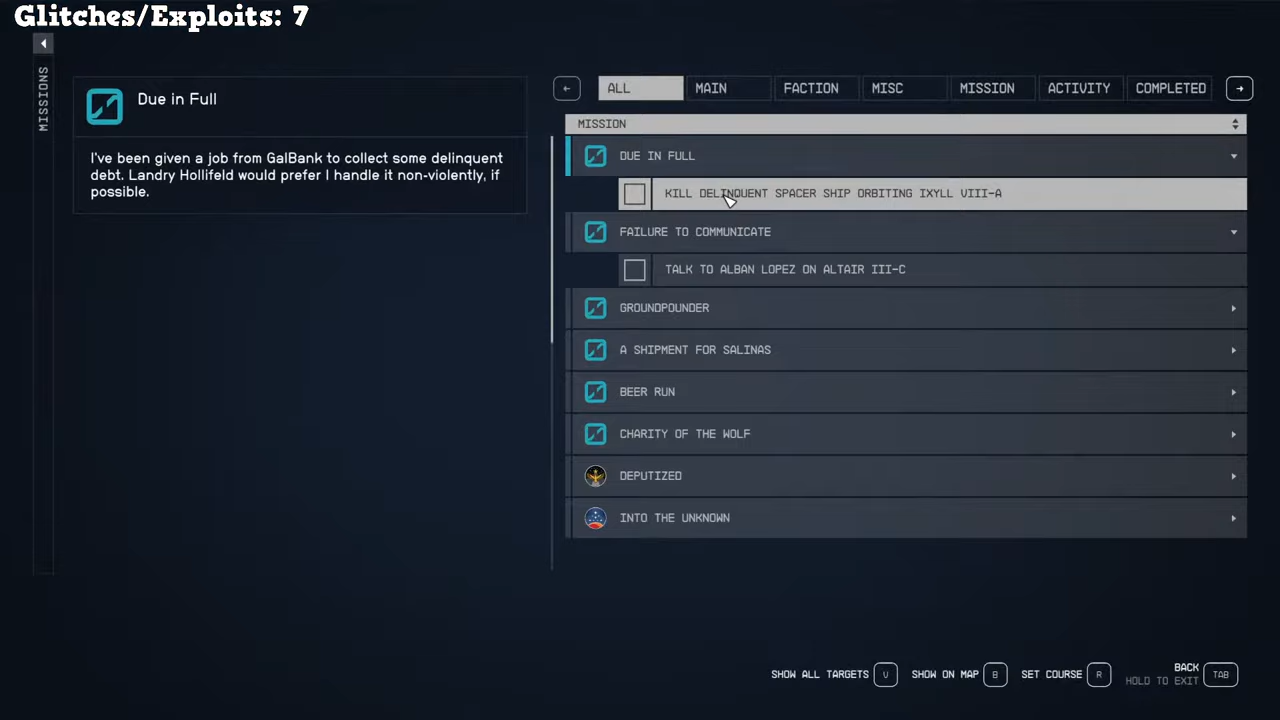 Glitches/Exploits: 7
MISSIONS
Due in Full
I've been given a job from GalBank to collect some delinquent
debt. Landry Hollifeld would prefer I handle it non-violently, if
possible.
ALL MAIN FACTION MISC MISSION ACTIVITY COMPLETED
MISSION
DUE IN FULL
KILL DELINQUENT SPACER SHIP ORBITING IXYLL VIII-A
FAILURE TO COMMUNICATE
TALK TO ALBAN LOPEZ ON ALTAIR III-C
GROUNDPOUNDER
A SHIPMENT FOR SALINAS
BEER RUN
CHARITY OF THE WOLF
DEPUTIZED
INTO THE UNKNOWN
SHOW ALL TARGETS V SHOW ON MAP B SET COURSE R BACK TAB
HOLD TO EXIT